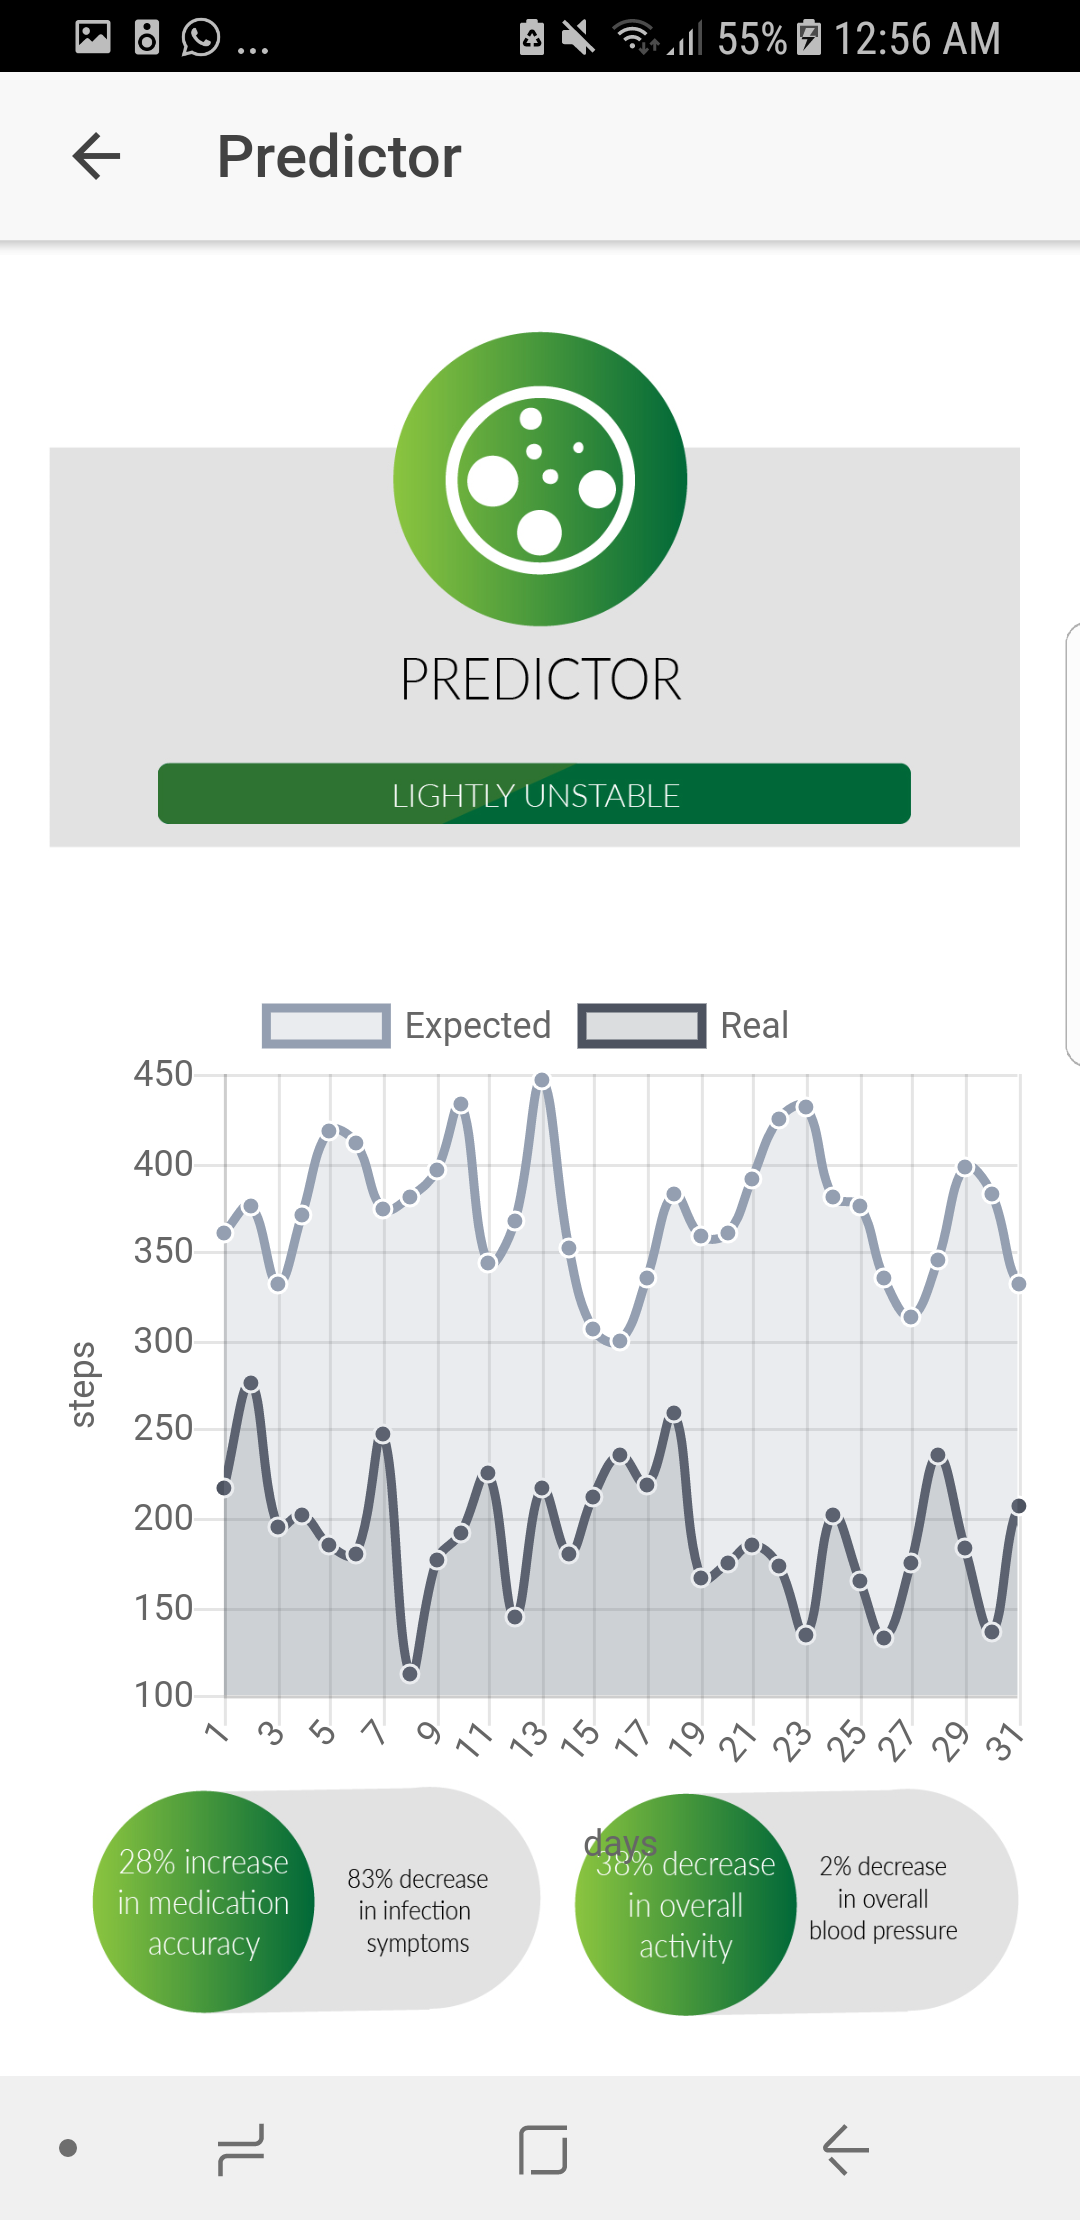 ... 55% 12:56 AM
Predictor
PREDICTOR
LIGHTLY UNSTABLE
Expected Real
450
400
350
300
250
200
150
100
steps
1 3 5 7 9 11 13 15 17 19 21 23 25 27 29 31
days
28% increase
in medication
accuracy
83% decrease
in infection
symptoms
38% decrease
in overall
activity
2% decrease
in overall
blood pressure